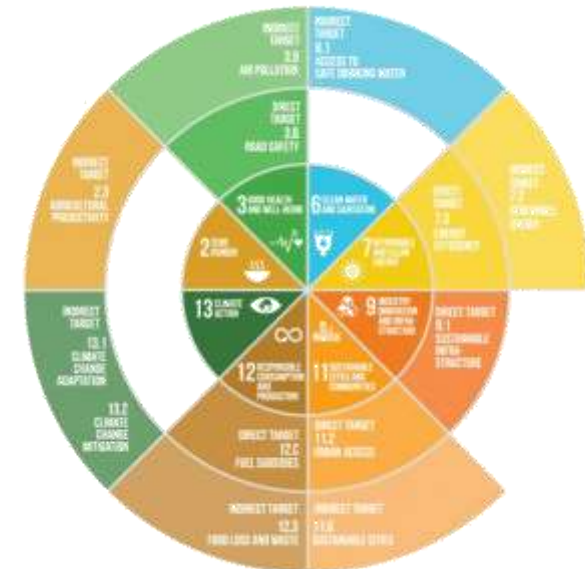 INDIRECT
TARGET
3.9
AIR POLLUTION
INDIRECT
TARGET
6.1
ACCESS TO
SAFE DRINKING WATER
DIRECT
TARGET
3.6
ROAD SAFETY
INDIRECT
TARGET
2.3
AGRICULTURAL
PRODUCTIVITY
DIRECT
TARGET
7.3
ENERGY
EFFICIENCY
INDIRECT
TARGET
7.2
RENEWABLE
ENERGY
3 GOOD HEALTH
AND WELL-BEING
6 CLEAN WATER
AND SANITATION
2 ZERO
HUNGER
7 AFFORDABLE
AND CLEAN
ENERGY
13 CLIMATE
ACTION
9 INDUSTRY
INNOVATION
AND INFRA
STRUCTURE
12 RESPONSIBLE
CONSUMPTION
AND
PRODUCTION
11 SUSTAINABLE
CITIES AND
COMMUNITIES
INDIRECT
TARGET
13.1
CLIMATE
CHANGE
ADAPTATION
13.2
CLIMATE
CHANGE
MITIGATION
DIRECT TARGET
9.1
SUSTAINABLE
INFRA
STRUCTURE
DIRECT TARGET
12.C
FUEL SUBSIDIES
DIRECT TARGET
11.2
URBAN ACCESS
INDIRECT TARGET
12.3
FOOD LOSS AND WASTE
INDIRECT TARGET
11.6
SUSTAINABLE CITIES